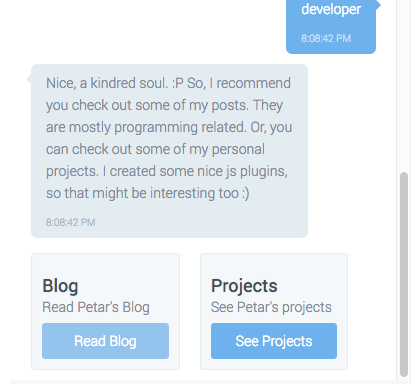 developer
8:08:42 PM
Nice, a kindred soul. :P So, I recommend
you check out some of my posts. They
are mostly programming related. Or, you
can check out some of my personal
projects. I created some nice js plugins,
so that might be interesting too :)
8:08:42 PM
Blog
Read Petar's Blog
Read Blog
Projects
See Petar's projects
See Projects